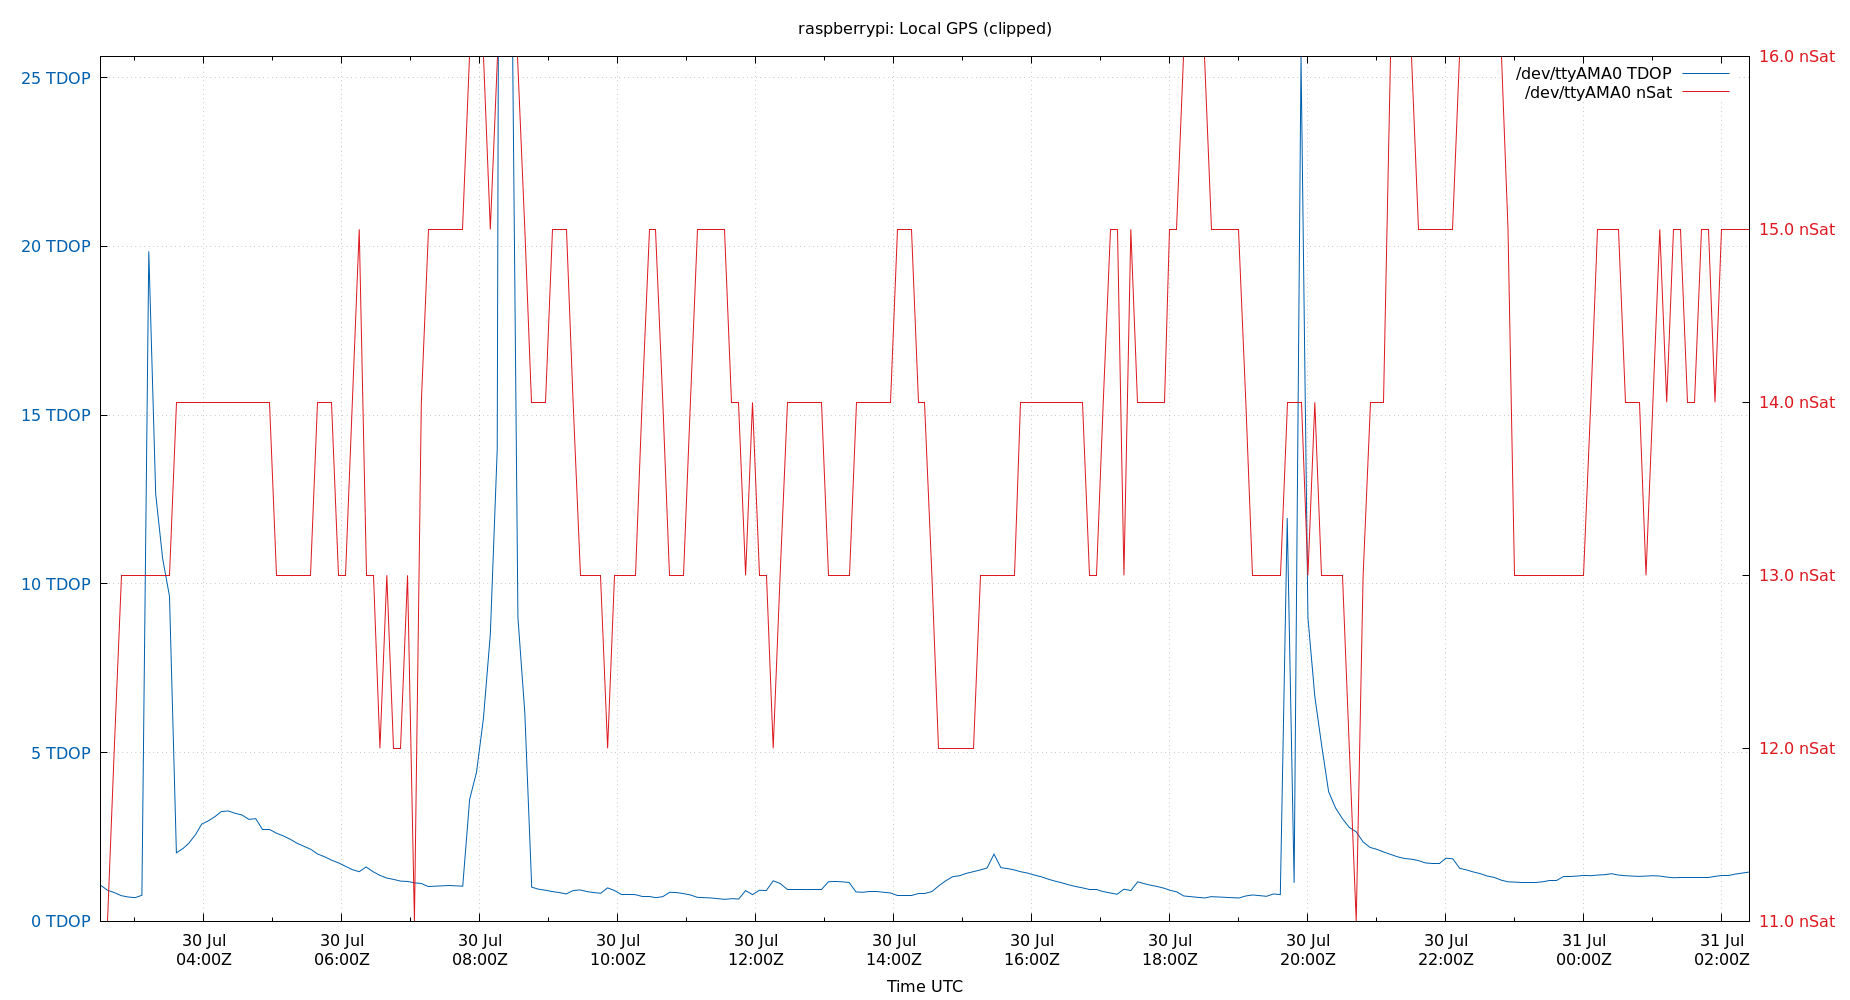 raspberrypi: Local GPS (clipped)
/dev/ttyAMA0 TDOP
/dev/ttyAMA0 nSat
25 TDOP
20 TDOP
15 TDOP
10 TDOP
5 TDOP
0 TDOP
16.0 nSat
15.0 nSat
14.0 nSat
13.0 nSat
12.0 nSat
11.0 nSat
30 Jul
04:00Z
30 Jul
06:00Z
30 Jul
08:00Z
30 Jul
10:00Z
30 Jul
12:00Z
30 Jul
14:00Z
30 Jul
16:00Z
30 Jul
18:00Z
30 Jul
20:00Z
30 Jul
22:00Z
31 Jul
00:00Z
31 Jul
02:00Z
Time UTC